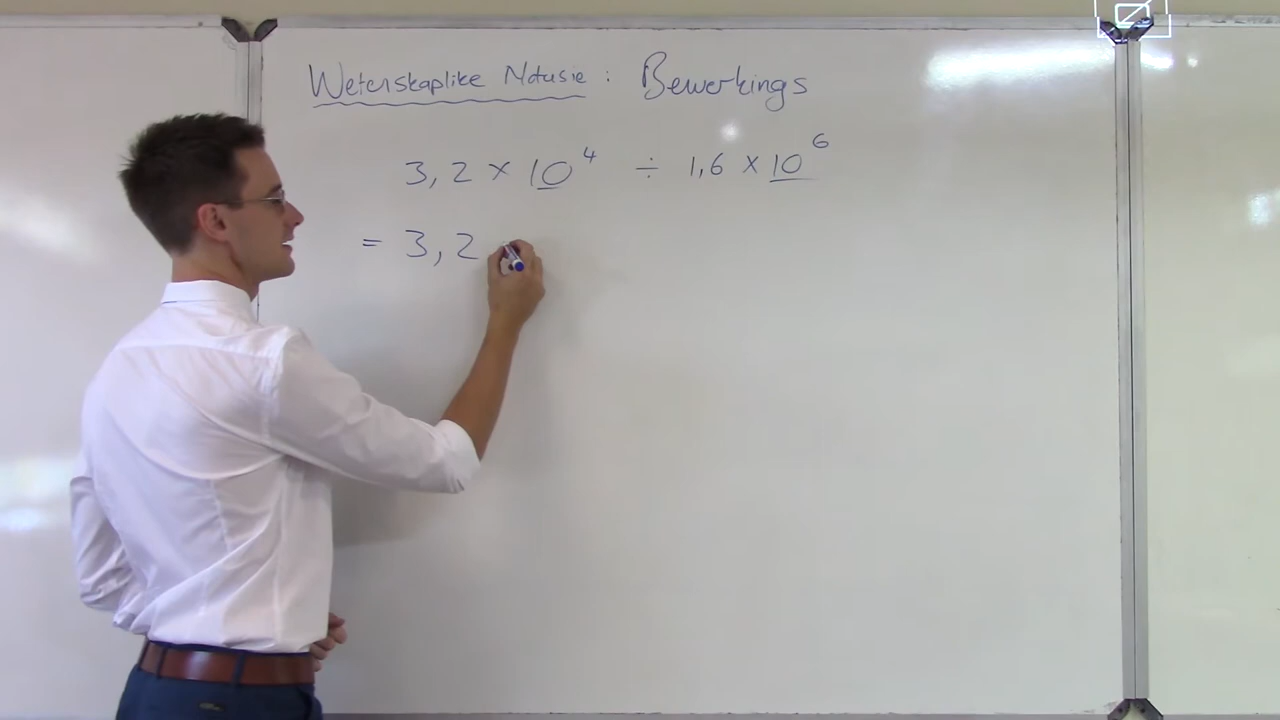 Wetenskaplike Notasie : Bewerkings
3,2 × 10⁴ ÷ 1,6 × 10⁶
= 3,2